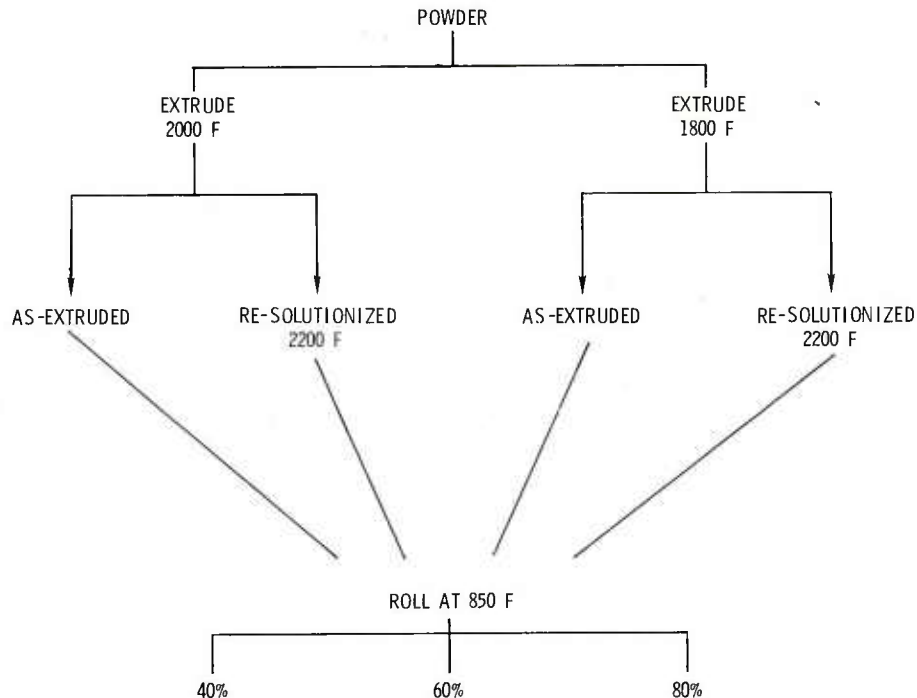 POWDER
EXTRUDE
2000 F
EXTRUDE
1800 F
AS-EXTRUDED
RE-SOLUTIONIZED
2200 F
AS-EXTRUDED
RE-SOLUTIONIZED
2200 F
ROLL AT 850 F
40%
60%
80%